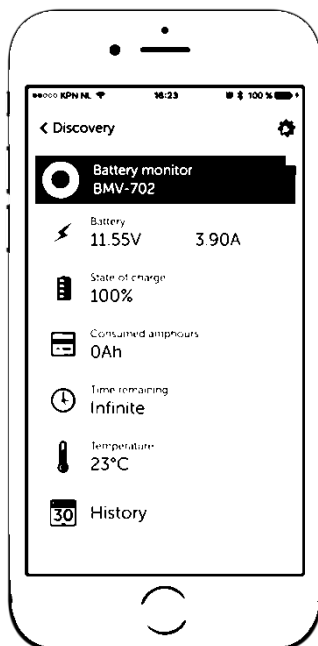 KPN NL 16:23 100 %
< Discovery
Battery monitor
BMV-702
Battery
11.55V 3.90A
State of charge
100%
Consumed amphours
0Ah
Time remaining
Infinite
Temperature
23°C
30 History